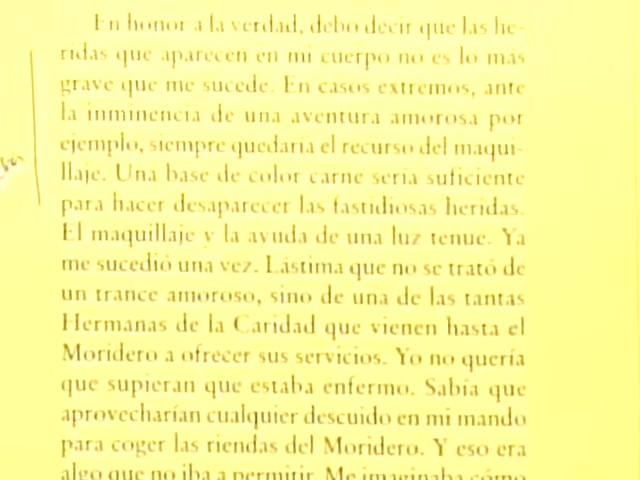 En honor a la verdad, debo decir que las he-
ridas que aparecen en mi cuerpo no es lo más
grave que me sucede. En casos extremos, ante
la inminencia de una aventura amorosa por
ejemplo, siempre quedaría el recurso del maqui-
llaje. Una base de color carne sería suficiente
para hacer desaparecer las fastidiosas heridas.
El maquillaje y la ayuda de una luz tenue. Ya
me sucedió una vez. Lástima que no se trató de
un trance amoroso, sino de una de las tantas
Hermanas de la Caridad que vienen hasta el
Moridero a ofrecer sus servicios. Yo no quería
que supieran que estaba enfermo. Sabía que
aprovecharían cualquier descuido en mi mando
para coger las riendas del Moridero. Y eso era
algo que no iba a permitir. Me imaginaba cómo